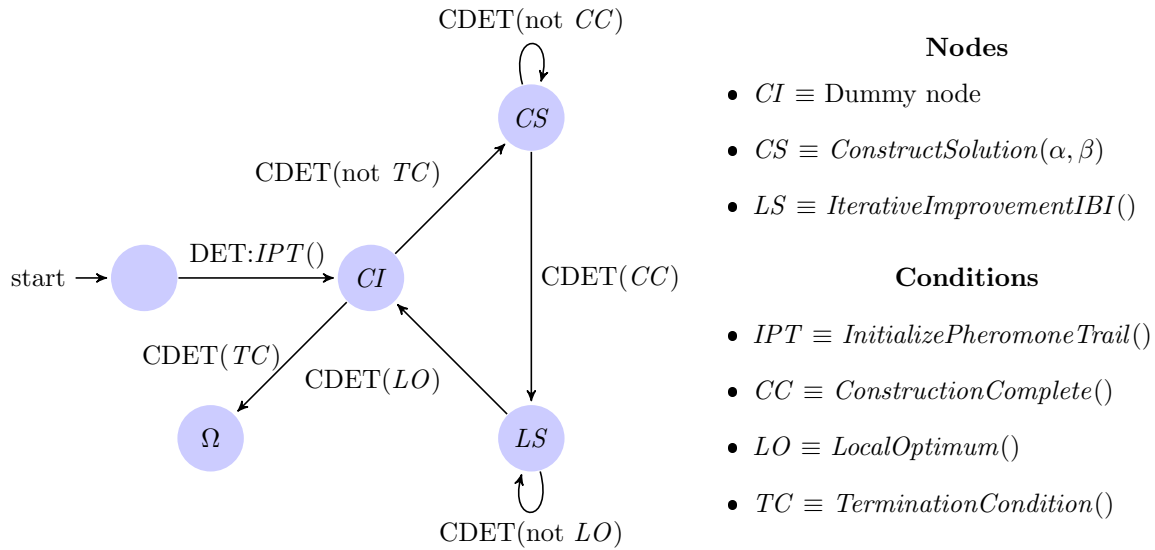 CDET(not CC)
CS
CDET(not TC)
start
DET:IPT()
CI
CDET(CC)
CDET(TC)
CDET(LO)
Ω
LS
CDET(not LO)
Nodes
• CI ≡ Dummy node
• CS ≡ ConstructSolution(α, β)
• LS ≡ IterativeImprovementIBI()
Conditions
• IPT ≡ InitializePheromoneTrail()
• CC ≡ ConstructionComplete()
• LO ≡ LocalOptimum()
• TC ≡ TerminationCondition()